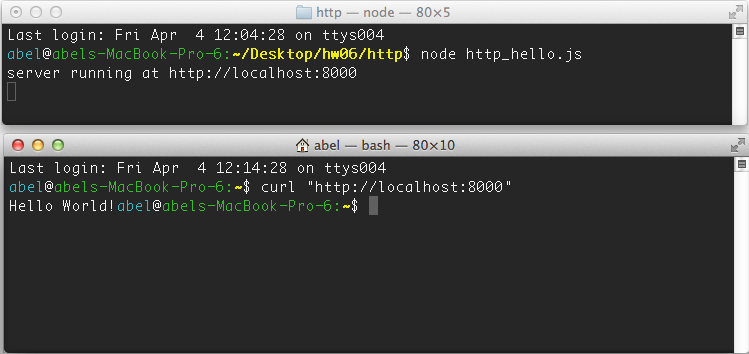 http — node — 80×5
Last login: Fri Apr  4 12:04:28 on ttys004
abel@abels-MacBook-Pro-6:~/Desktop/hw06/http$ node http_hello.js
server running at http://localhost:8000
abel — bash — 80×10
Last login: Fri Apr  4 12:14:28 on ttys004
abel@abels-MacBook-Pro-6:~$ curl "http://localhost:8000"
Hello World!abel@abels-MacBook-Pro-6:~$